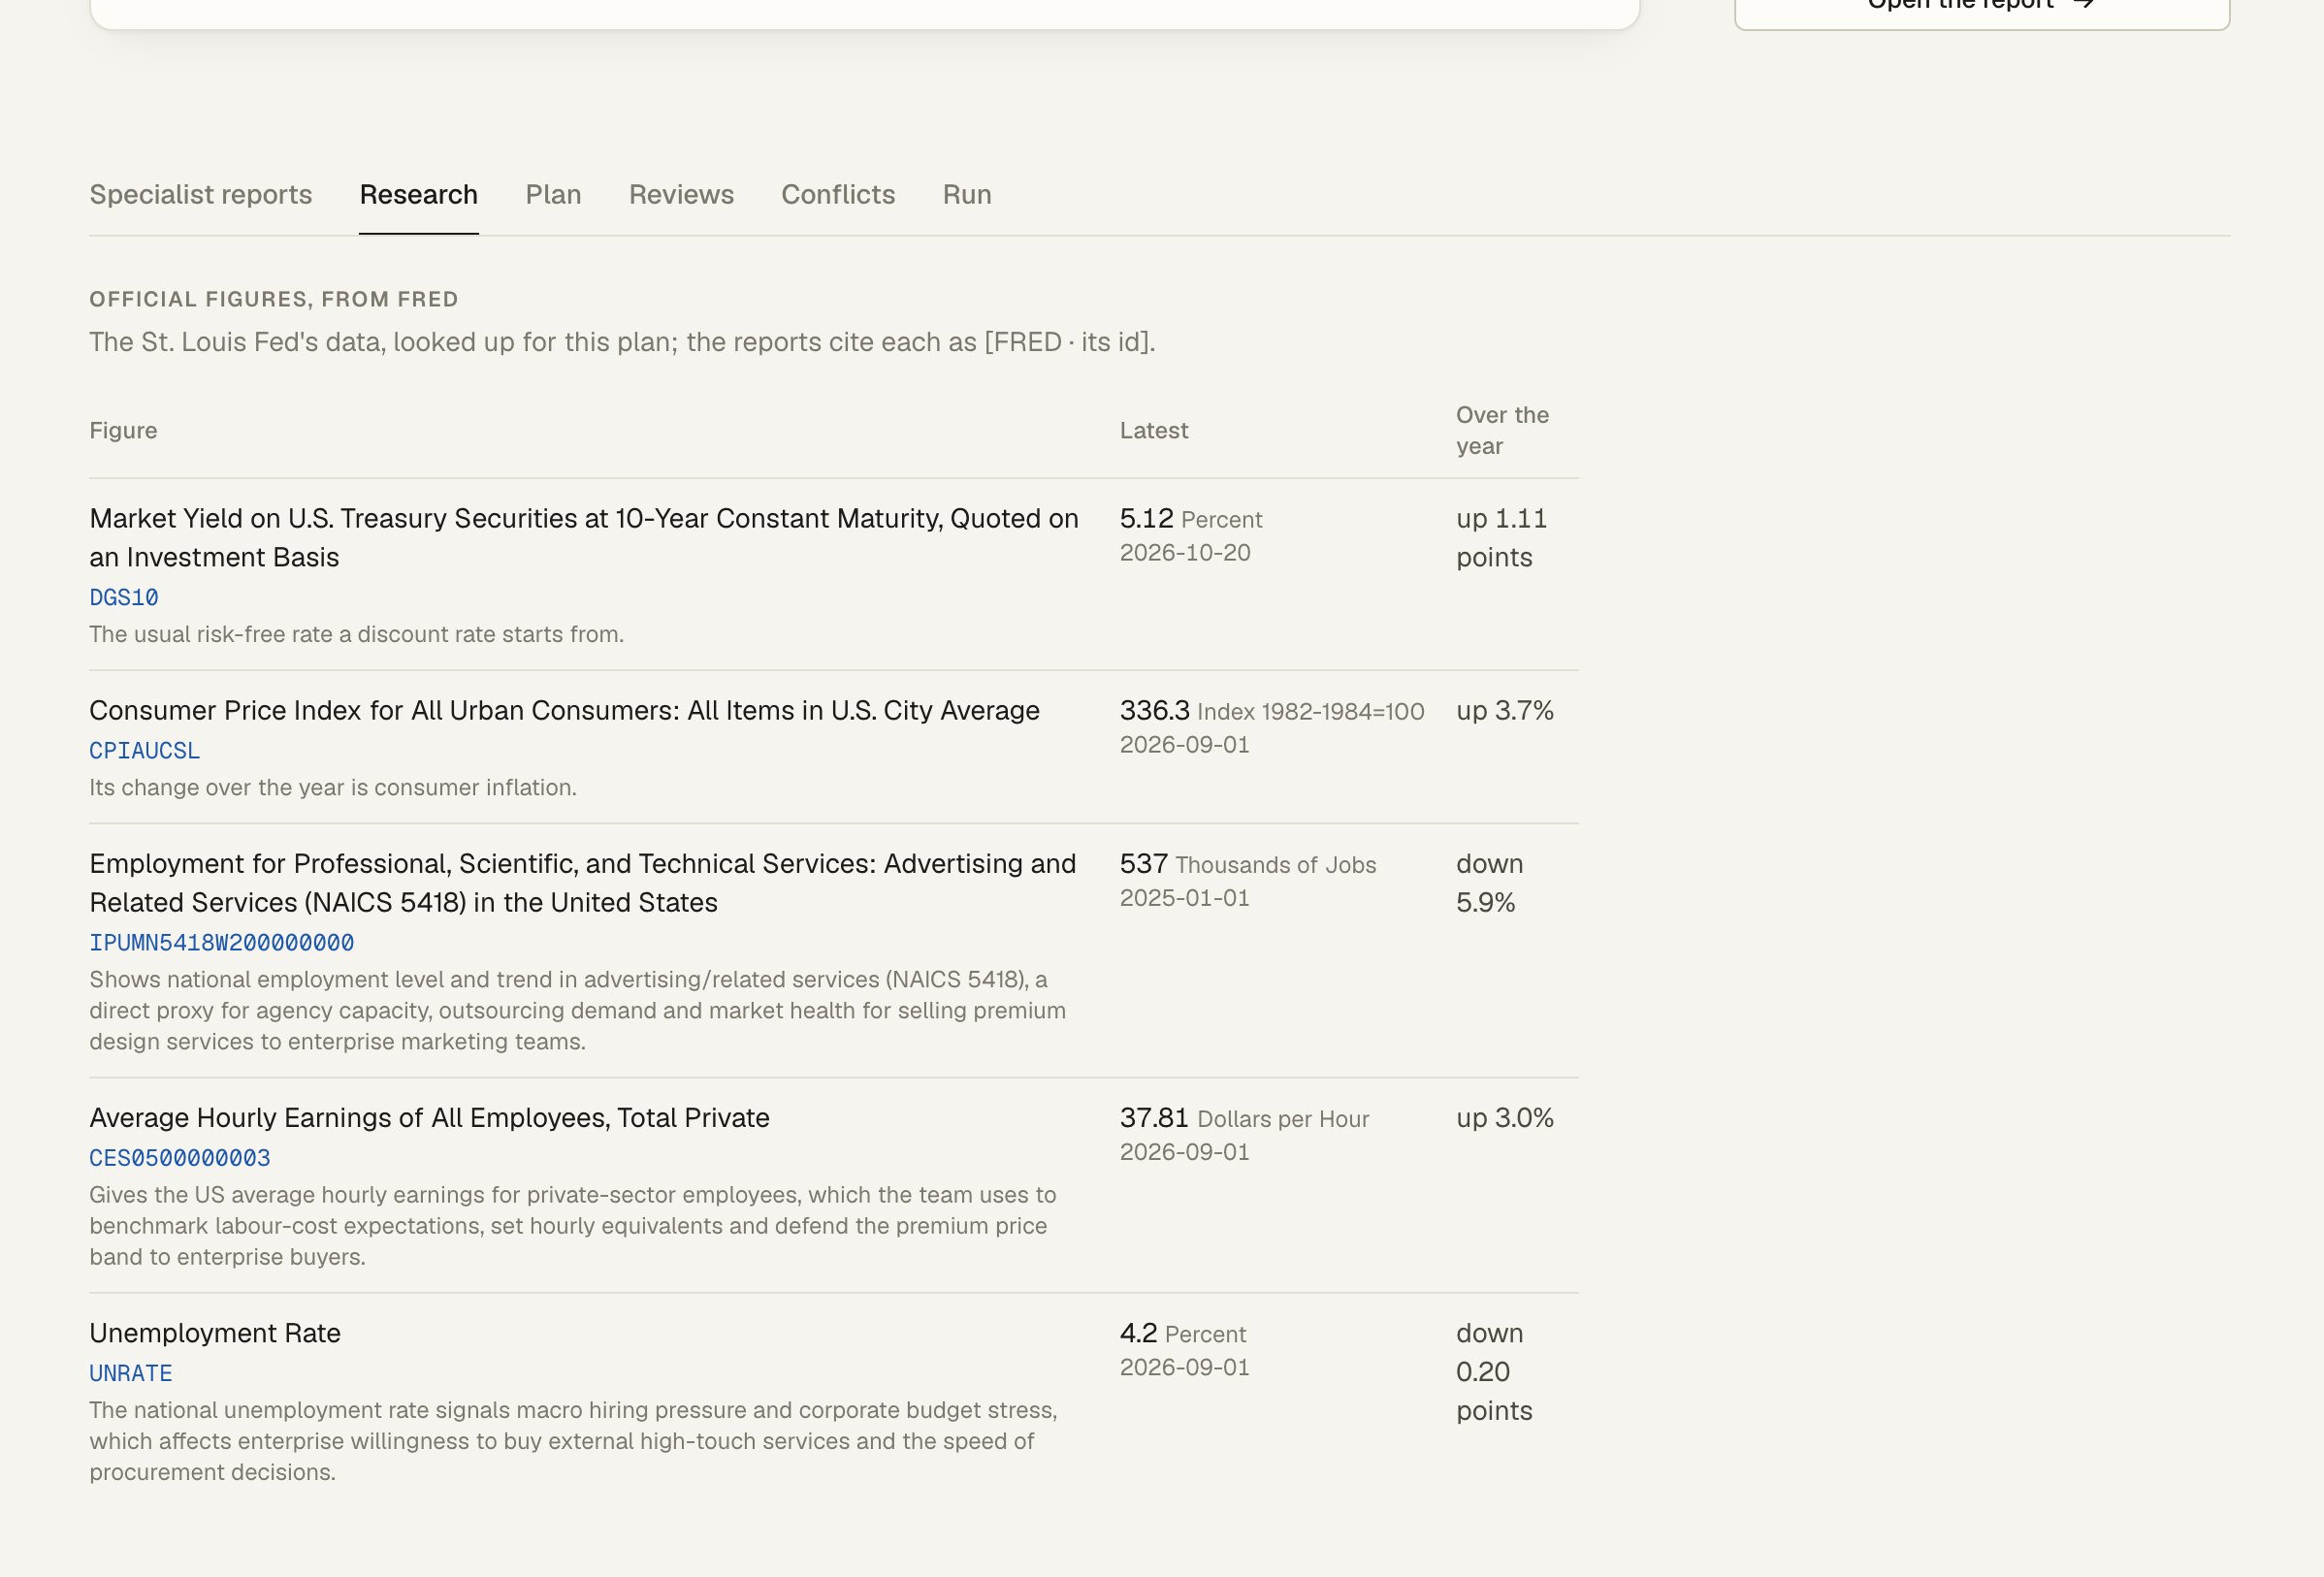 Open the report →
Specialist reports Research Plan Reviews Conflicts Run
OFFICIAL FIGURES, FROM FRED
The St. Louis Fed's data, looked up for this plan; the reports cite each as [FRED · its id].
Figure Latest Over the
year
Market Yield on U.S. Treasury Securities at 10-Year Constant Maturity, Quoted on
an Investment Basis
DGS10
The usual risk-free rate a discount rate starts from.
5.12 Percent
2026-10-20
up 1.11
points
Consumer Price Index for All Urban Consumers: All Items in U.S. City Average
CPIAUCSL
Its change over the year is consumer inflation.
336.3 Index 1982-1984=100
2026-09-01
up 3.7%
Employment for Professional, Scientific, and Technical Services: Advertising and
Related Services (NAICS 5418) in the United States
IPUMN5418W200000000
Shows national employment level and trend in advertising/related services (NAICS 5418), a
direct proxy for agency capacity, outsourcing demand and market health for selling premium
design services to enterprise marketing teams.
537 Thousands of Jobs
2025-01-01
down
5.9%
Average Hourly Earnings of All Employees, Total Private
CES0500000003
Gives the US average hourly earnings for private-sector employees, which the team uses to
benchmark labour-cost expectations, set hourly equivalents and defend the premium price
band to enterprise buyers.
37.81 Dollars per Hour
2026-09-01
up 3.0%
Unemployment Rate
UNRATE
The national unemployment rate signals macro hiring pressure and corporate budget stress,
which affects enterprise willingness to buy external high-touch services and the speed of
procurement decisions.
4.2 Percent
2026-09-01
down
0.20
points